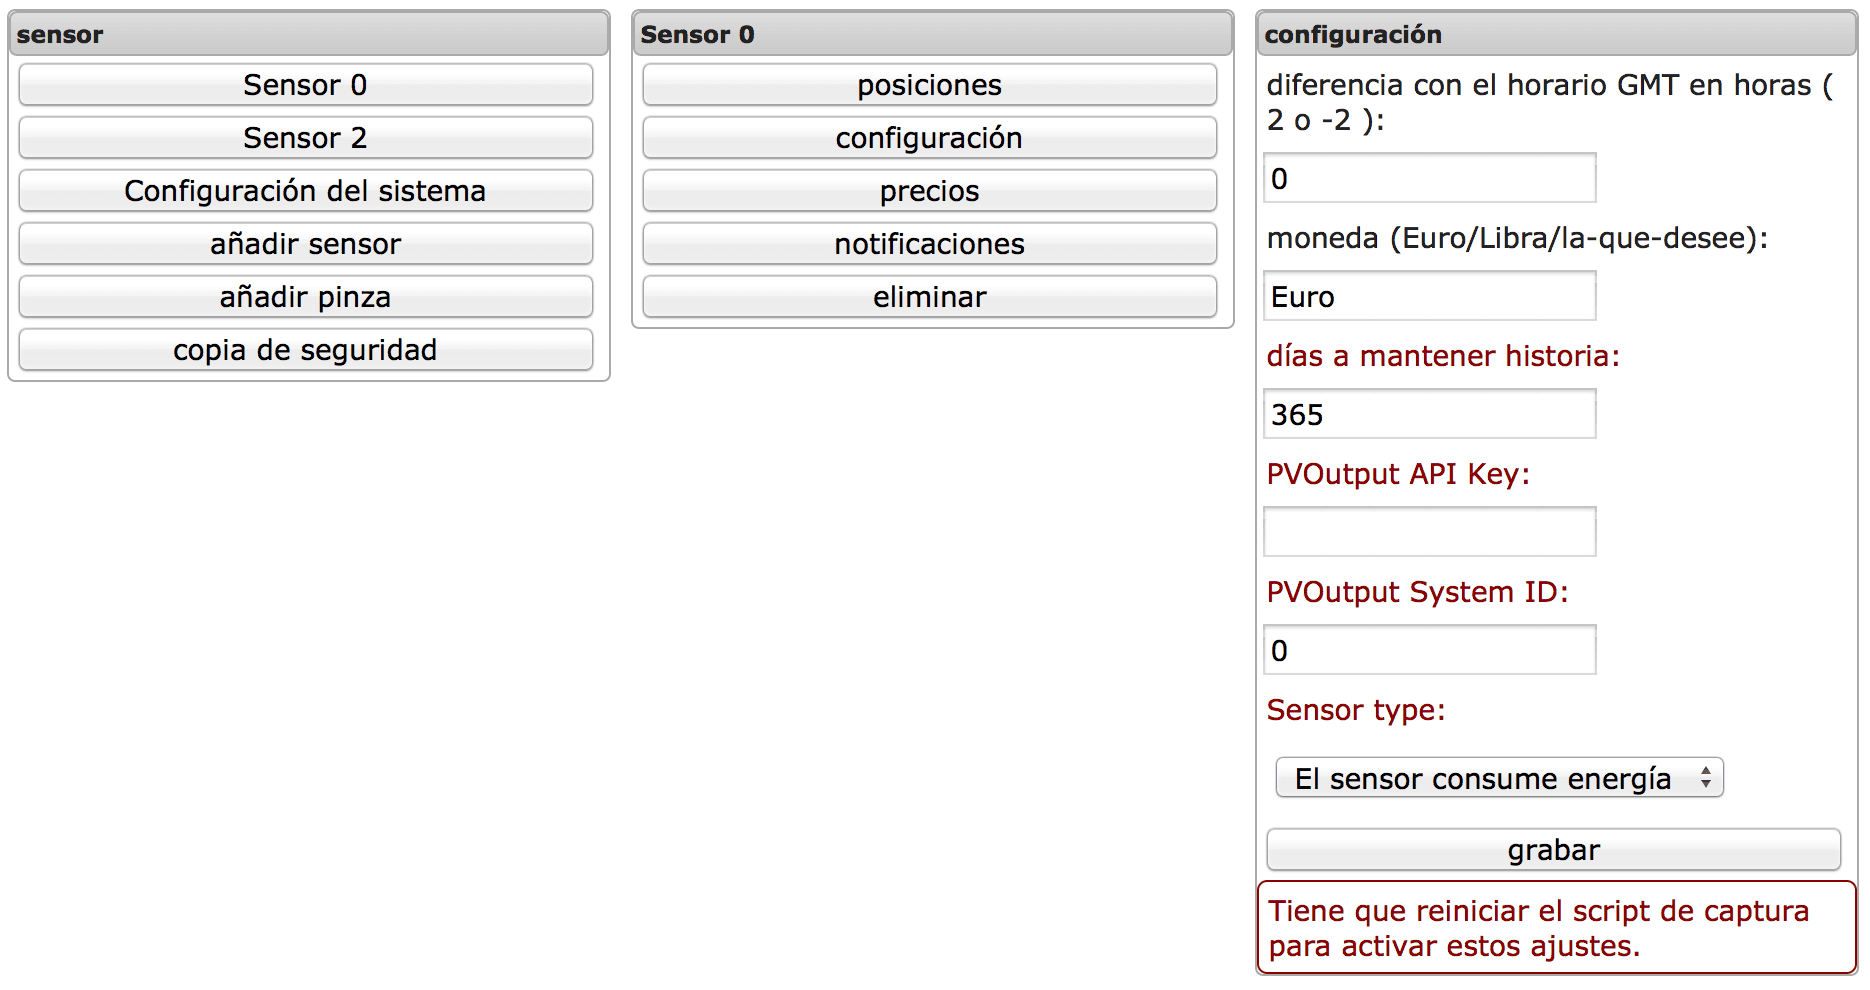 sensor
Sensor 0
Sensor 2
Configuración del sistema
añadir sensor
añadir pinza
copia de seguridad
Sensor 0
posiciones
configuración
precios
notificaciones
eliminar
configuración
diferencia con el horario GMT en horas (
2 o -2 ):
0
moneda (Euro/Libra/la-que-desee):
Euro
días a mantener historia:
365
PVOutput API Key:
PVOutput System ID:
0
Sensor type:
El sensor consume energía
grabar
Tiene que reiniciar el script de captura
para activar estos ajustes.